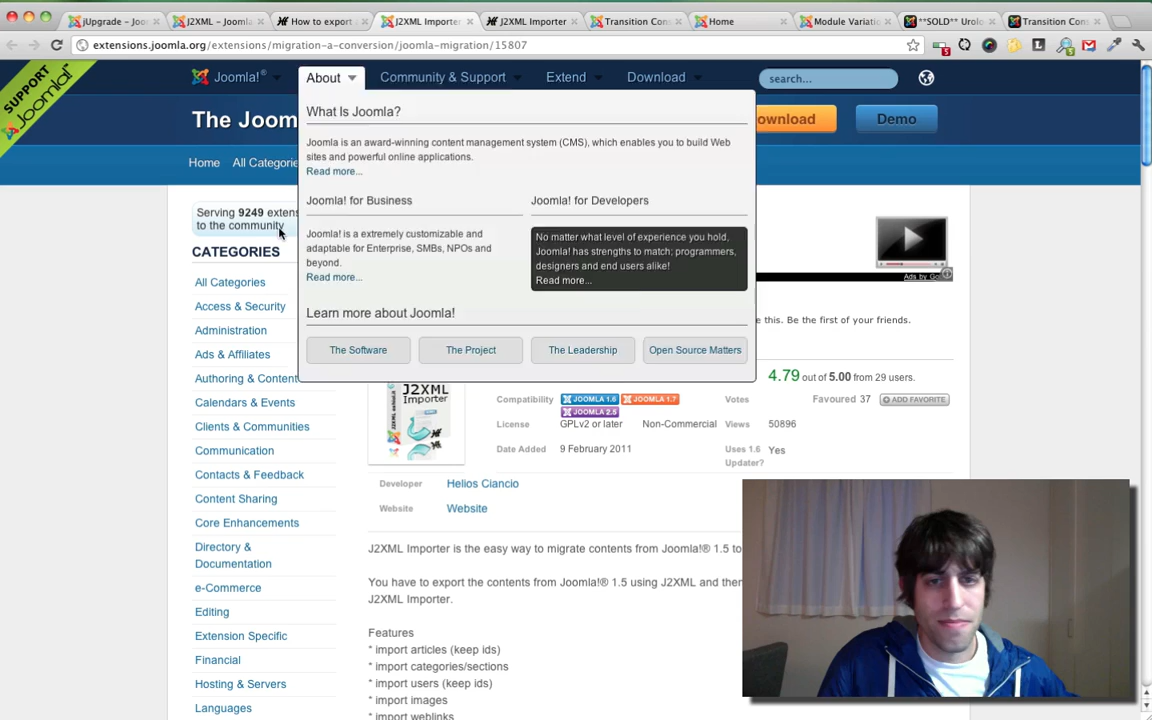 jUpgrade – Joo
J2XML – Joomla
How to export
J2XML Importer
J2XML Importer
Transition Cons
Home
Module Variatio
**SOLD** Urolo
Transition Cons
extensions.joomla.org/extensions/migration-a-conversion/joomla-migration/15807
SUPPORT
Joomla!
Joomla!®
About
Community & Support
Extend
Download
search...
The Joom
ownload
Demo
Home
All Categorie
What Is Joomla?
Joomla is an award-winning content management system (CMS), which enables you to build Web
sites and powerful online applications.
Read more...
Joomla! for Business
Joomla! for Developers
Joomla! is a extremely customizable and
adaptable for Enterprise, SMBs, NPOs and
beyond.
Read more...
No matter what level of experience you hold,
Joomla! has strengths to match; programmers,
designers and end users alike!
Read more...
Learn more about Joomla!
The Software
The Project
The Leadership
Open Source Matters
Serving 9249 extens
to the community
CATEGORIES
All Categories
Access & Security
Administration
Ads & Affiliates
Authoring & Content
Calendars & Events
Clients & Communities
Communication
Contacts & Feedback
Content Sharing
Core Enhancements
Directory &
Documentation
e-Commerce
Editing
Extension Specific
Financial
Hosting & Servers
Languages
Ads by Go
this. Be the first of your friends.
4.79 out of 5.00 from 29 users.
J2XML
Importer
Compatibility
JOOMLA 1.6
JOOMLA 1.7
JOOMLA 2.5
Votes
Favoured 37
ADD FAVORITE
License
GPLv2 or later
Non-Commercial
Views
50896
Date Added
9 February 2011
Uses 1.6
Updater?
Yes
Developer
Helios Ciancio
Website
Website
J2XML Importer is the easy way to migrate contents from Joomla!® 1.5 to
You have to export the contents from Joomla!® 1.5 using J2XML and then
J2XML Importer.
Features
* import articles (keep ids)
* import categories/sections
* import users (keep ids)
* import images
* import weblinks